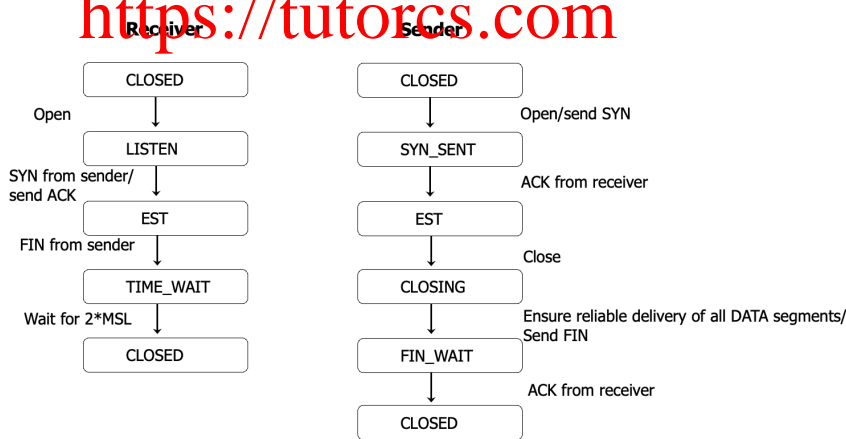 https://tutorcs.com
Receiver
Sender
CLOSED
CLOSED
Open
Open/send SYN
LISTEN
SYN_SENT
SYN from sender/
send ACK
ACK from receiver
EST
EST
FIN from sender
Close
TIME_WAIT
CLOSING
Wait for 2*MSL
Ensure reliable delivery of all DATA segments/
Send FIN
CLOSED
FIN_WAIT
ACK from receiver
CLOSED